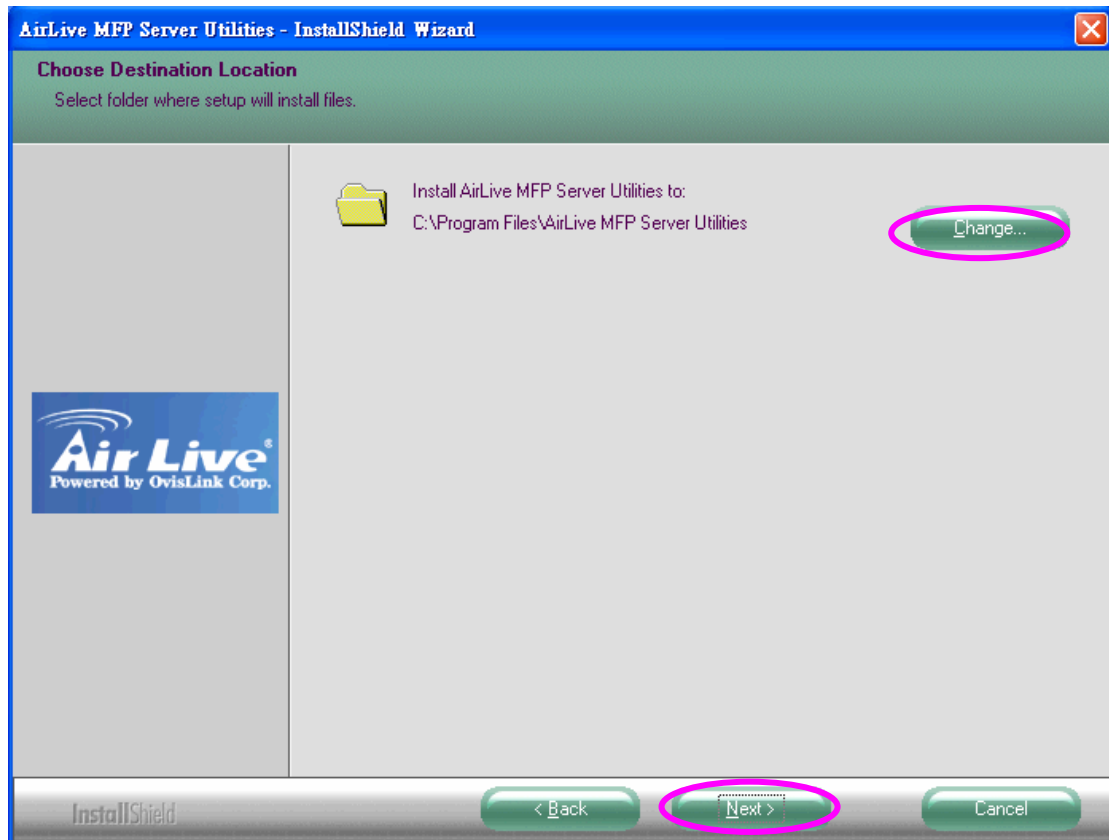 AirLive MFP Server Utilities - InstallShield Wizard
Choose Destination Location
Select folder where setup will install files.
Install AirLive MFP Server Utilities to:
C:\Program Files\AirLive MFP Server Utilities
Change...
Air Live®
Powered by OvisLink Corp.
InstallShield
< Back
Next >
Cancel